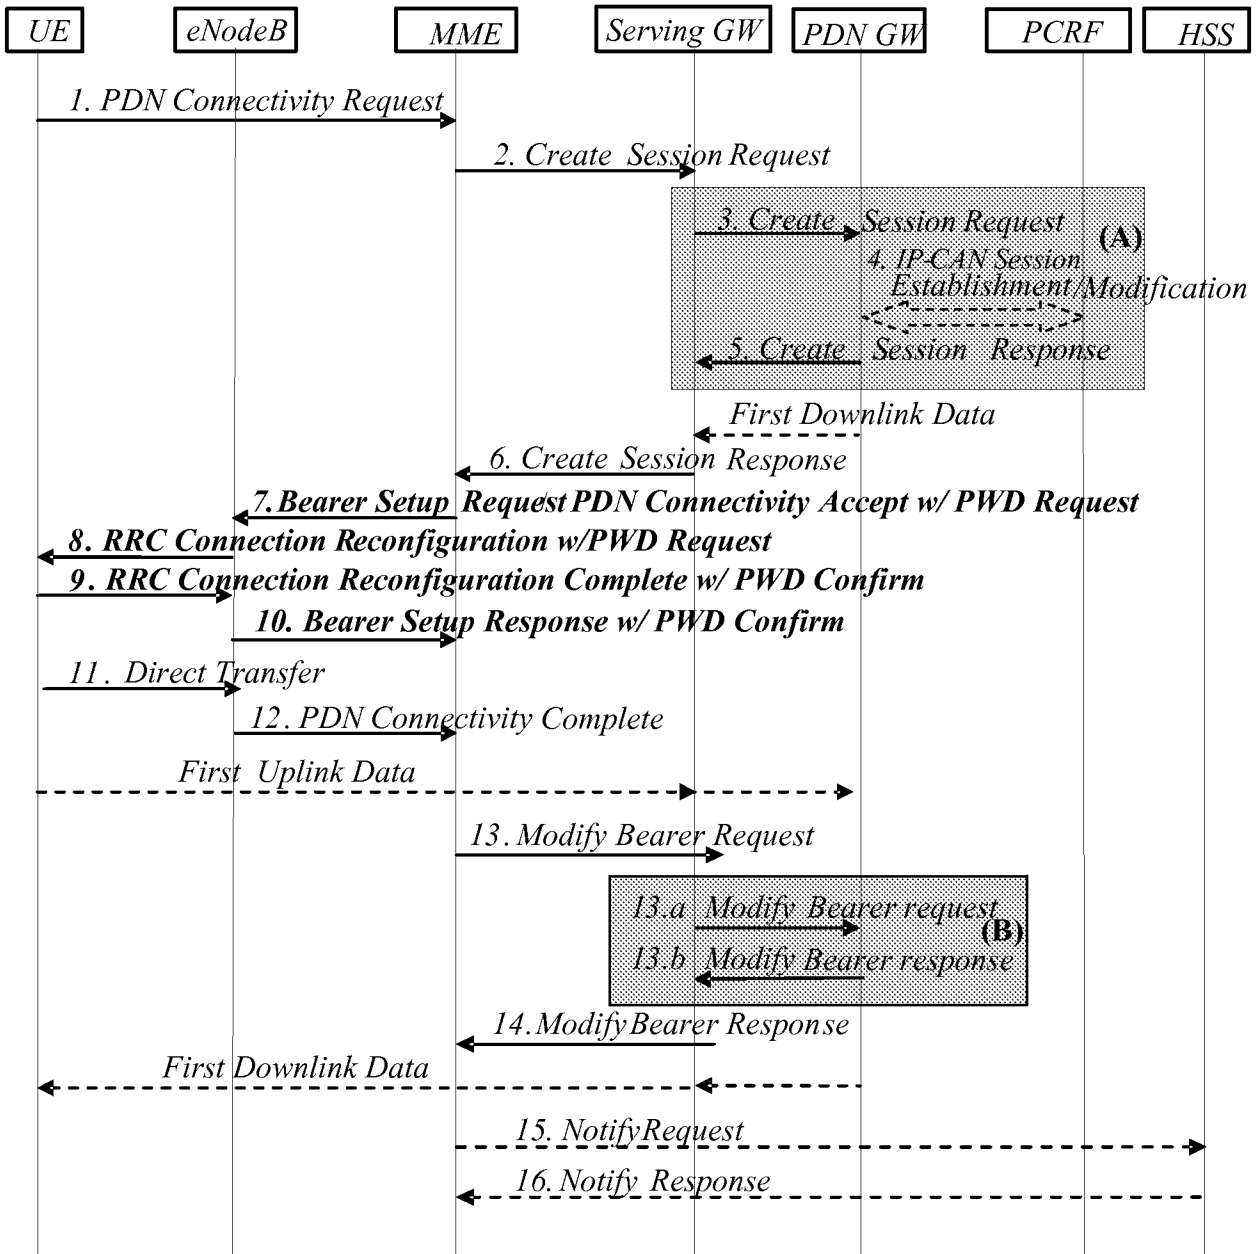 UE eNodeB MME Serving GW PDN GW PCRF HSS
1. PDN Connectivity Request
2. Create Session Request
3. Create Session Request
(A)
4. IP-CAN Session
Establishment/Modification
5. Create Session Response
First Downlink Data
6. Create Session Response
7. Bearer Setup Request PDN Connectivity Accept w/ PWD Request
8. RRC Connection Reconfiguration w/PWD Request
9. RRC Connection Reconfiguration Complete w/ PWD Confirm
10. Bearer Setup Response w/ PWD Confirm
11. Direct Transfer
12. PDN Connectivity Complete
First Uplink Data
13. Modify Bearer Request
13.a Modify Bearer request
(B)
13.b Modify Bearer response
14. Modify Bearer Response
First Downlink Data
15. Notify Request
16. Notify Response